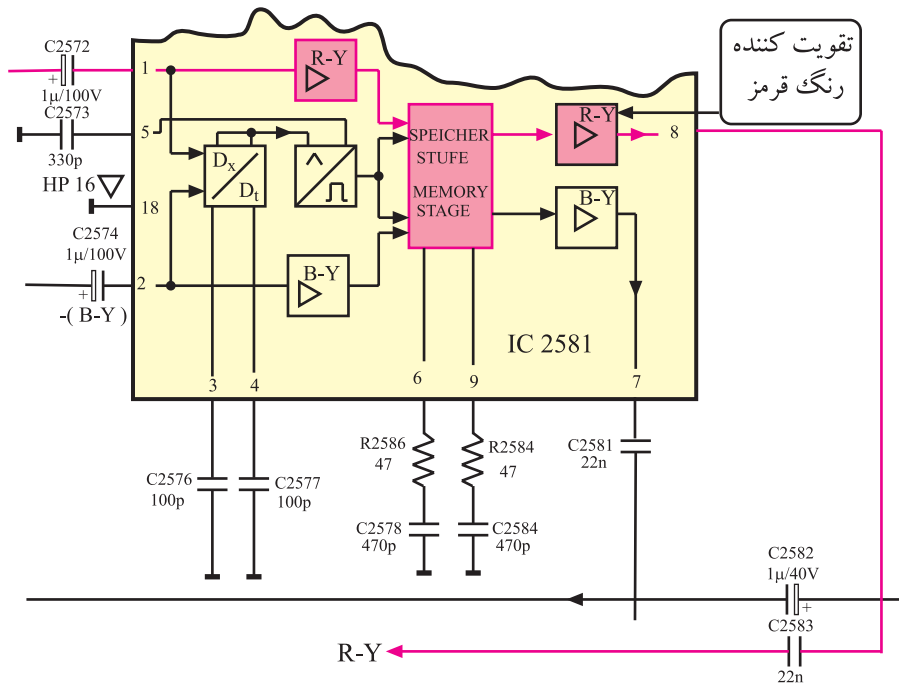 C2572
+
1µ/100V
C2573
330p
HP 16
18
C2574
1µ/100V
+
-( B-Y )
1
5
2
R-Y
Dx
Dt
B-Y
SPEICHER
STUFE
MEMORY
STAGE
R-Y
8
B-Y
IC 2581
3
4
6
9
7
تقویت کننده
رنگ قرمز
C2576
100p
C2577
100p
R2586
47
R2584
47
C2578
470p
C2584
470p
C2581
22n
C2582
1µ/40V
+
C2583
22n
R-Y